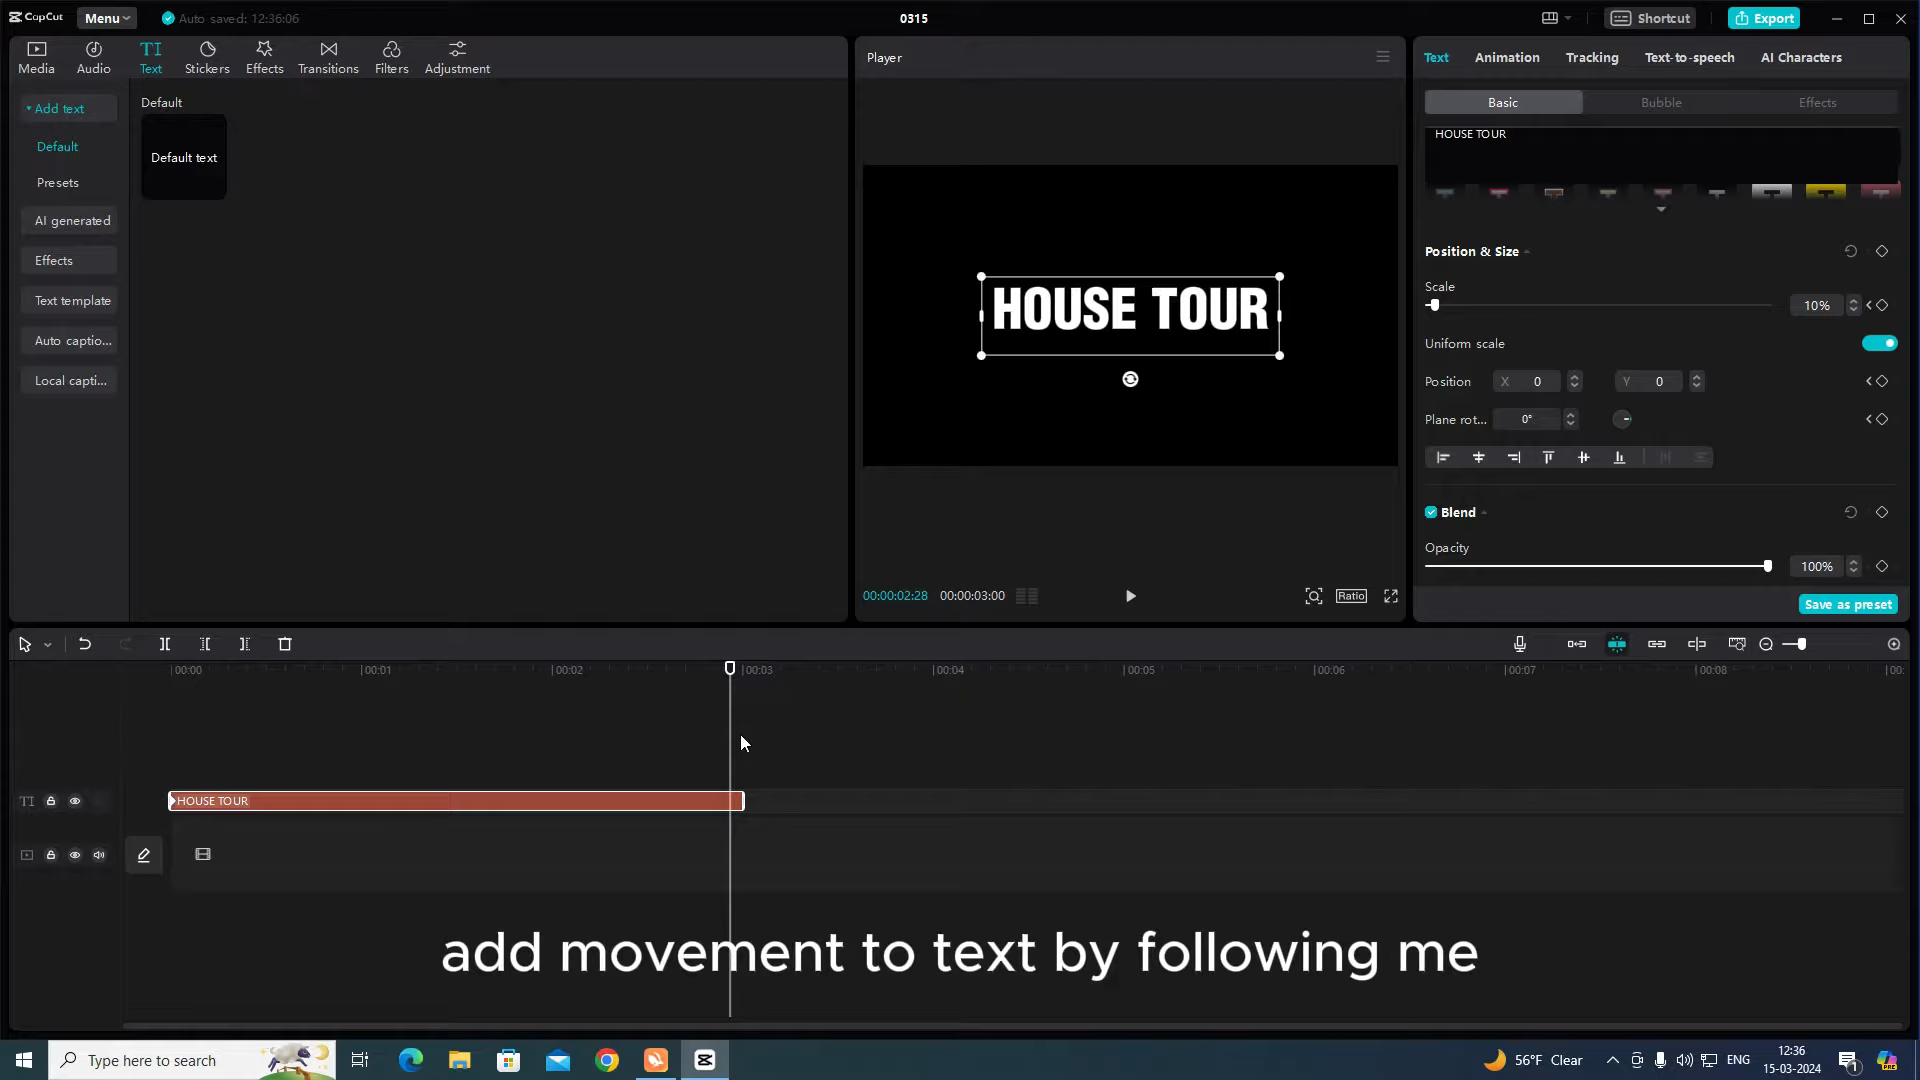 CapCut
Menu
Auto saved: 12:36:06
0315
Shortcut
Export
Media
Audio
TI
Text
Stickers
Effects
Transitions
Filters
Adjustment
Add text
Default
Presets
AI generated
Effects
Text template
Auto captio...
Local capti...
Default
Default text
Player
HOUSE TOUR
00:00:02:28
00:00:03:00
Ratio
Text
Animation
Tracking
Text-to-speech
AI Characters
Basic
Bubble
Effects
HOUSE TOUR
Position & Size
Scale
10%
Uniform scale
Position
X 0
Y 0
Plane rot...
0°
Blend
Opacity
100%
Save as preset
00:00
00:01
00:02
00:03
00:04
00:05
00:06
00:07
00:08
00:
TI
HOUSE TOUR
add movement to text by following me
Type here to search
56°F Clear
ENG
12:36
15-03-2024
1
PRE